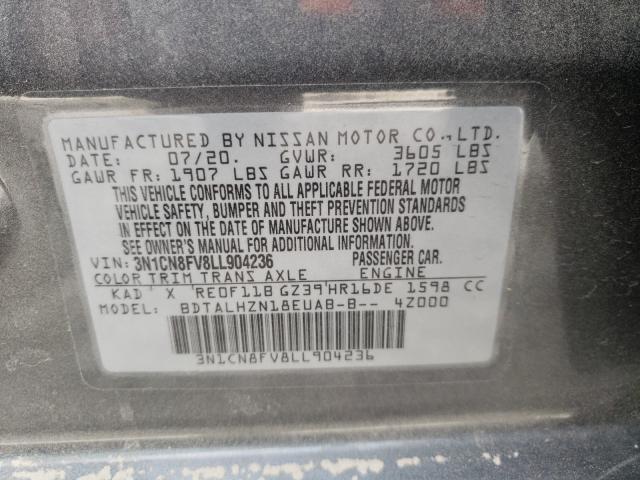 MANUFACTURED BY NISSAN MOTOR CO., LTD.
DATE: 07/20. GVWR: 3605 LBS
GAWR FR: 1907 LBS GAWR RR: 1720 LBS
THIS VEHICLE CONFORMS TO ALL APPLICABLE FEDERAL MOTOR
VEHICLE SAFETY, BUMPER AND THEFT PREVENTION STANDARDS
IN EFFECT ON THE DATE OF MANUFACTURE SHOWN ABOVE.
SEE OWNER'S MANUAL FOR ADDITIONAL INFORMATION
VIN: 3N1CN8FV8LL904236 PASSENGER CAR.
COLOR TRIM TRANS AXLE ENGINE
KAD ' X ' REOF11B GZ39 'HR16DE 1598 CC
MODEL: BDTALHZN18EUAB-B-- 4Z000
3N1CN8FV8LL904236